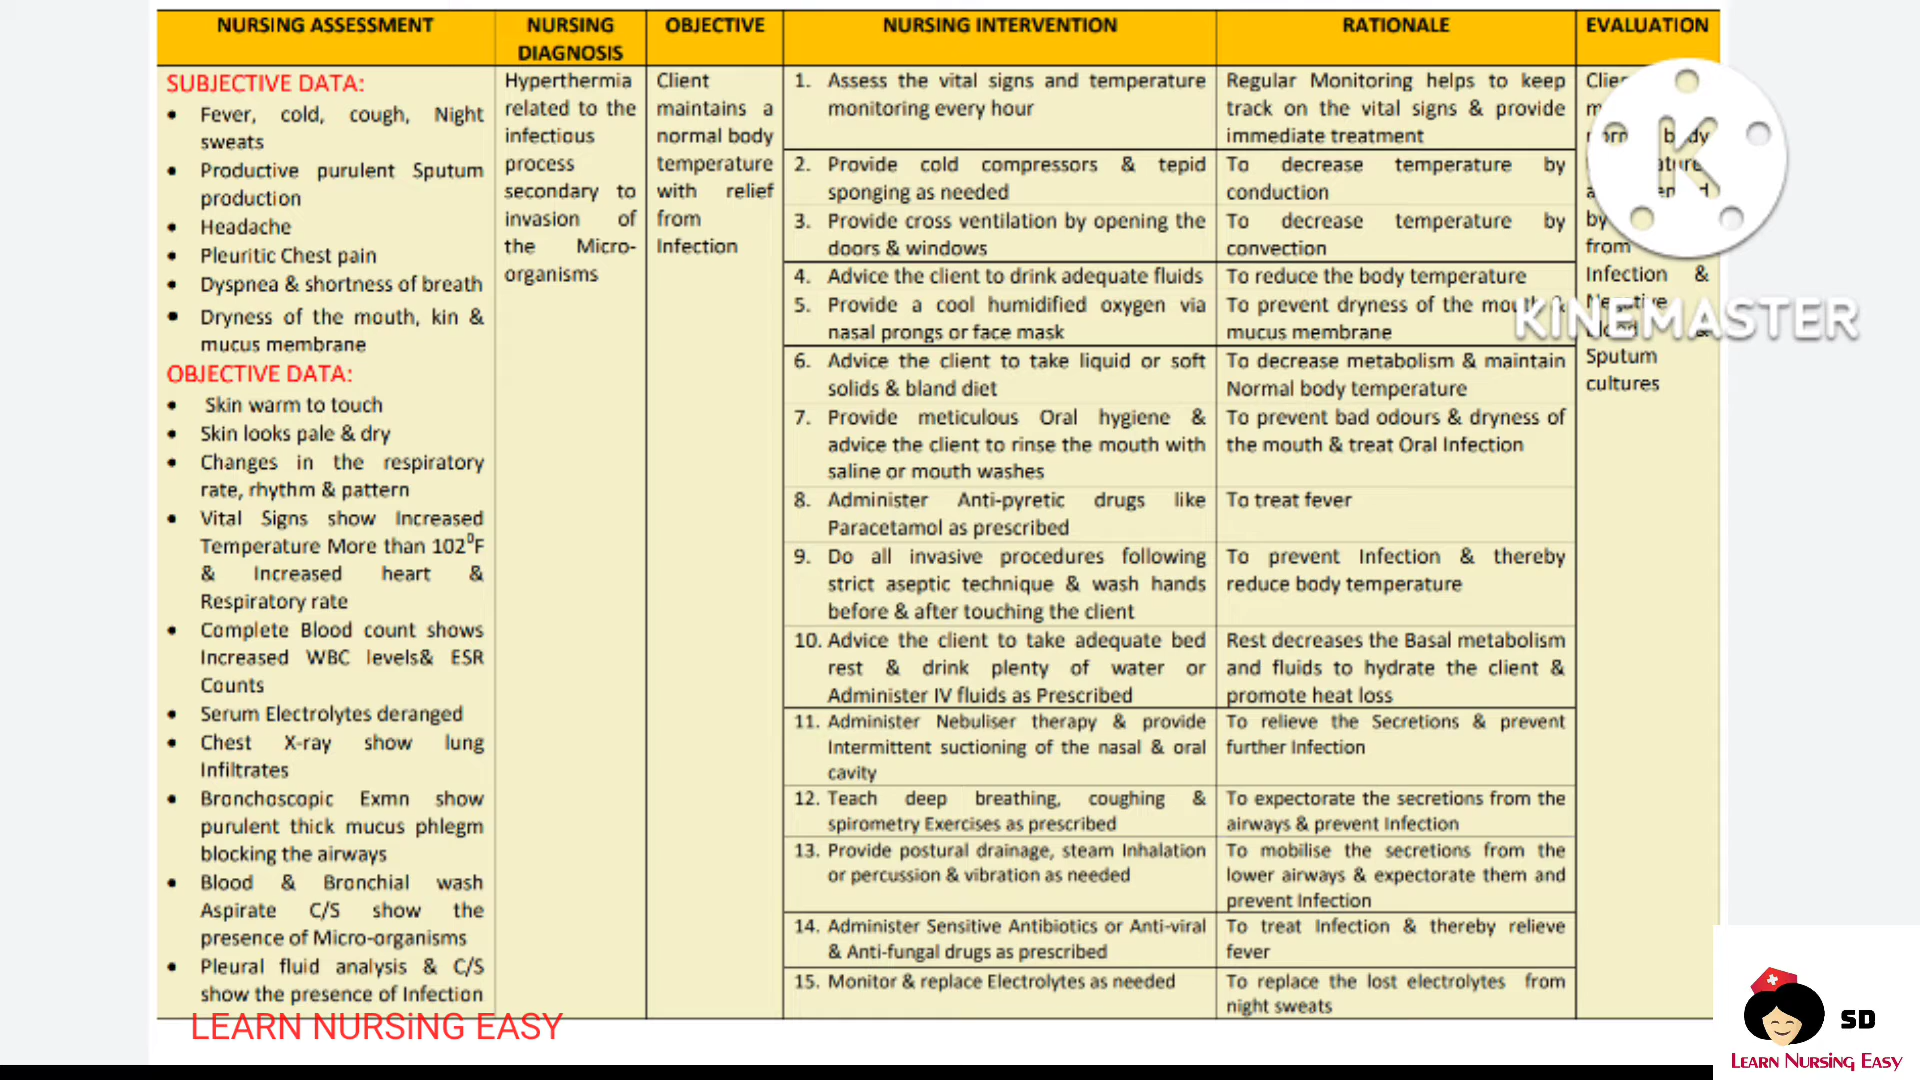 NURSING ASSESSMENT
NURSING
DIAGNOSIS
OBJECTIVE
NURSING INTERVENTION
RATIONALE
EVALUATION
SUBJECTIVE DATA:
• Fever, cold, cough, Night
sweats
• Productive purulent Sputum
production
• Headache
• Pleuritic Chest pain
• Dyspnea & shortness of breath
• Dryness of the mouth, kin &
mucus membrane
OBJECTIVE DATA:
• Skin warm to touch
• Skin looks pale & dry
• Changes in the respiratory
rate, rhythm & pattern
• Vital Signs show Increased
Temperature More than 102⁰F
& Increased heart &
Respiratory rate
• Complete Blood count shows
Increased WBC levels& ESR
Counts
• Serum Electrolytes deranged
• Chest X-ray show lung
Infiltrates
• Bronchoscopic Exmn show
purulent thick mucus phlegm
blocking the airways
• Blood & Bronchial wash
Aspirate C/S show the
presence of Micro-organisms
• Pleural fluid analysis & C/S
show the presence of Infection
Hyperthermia
related to the
infectious
process
secondary to
invasion of
the Micro-
organisms
Client
maintains a
normal body
temperature
with relief
from
Infection
1. Assess the vital signs and temperature
monitoring every hour
Regular Monitoring helps to keep
track on the vital signs & provide
immediate treatment
2. Provide cold compressors & tepid
sponging as needed
To decrease temperature by
conduction
3. Provide cross ventilation by opening the
doors & windows
To decrease temperature by
convection
4. Advice the client to drink adequate fluids
To reduce the body temperature
5. Provide a cool humidified oxygen via
nasal prongs or face mask
To prevent dryness of the mouth &
mucus membrane
6. Advice the client to take liquid or soft
solids & bland diet
To decrease metabolism & maintain
Normal body temperature
7. Provide meticulous Oral hygiene &
advice the client to rinse the mouth with
saline or mouth washes
To prevent bad odours & dryness of
the mouth & treat Oral Infection
8. Administer Anti-pyretic drugs like
Paracetamol as prescribed
To treat fever
9. Do all invasive procedures following
strict aseptic technique & wash hands
before & after touching the client
To prevent Infection & thereby
reduce body temperature
10. Advice the client to take adequate bed
rest & drink plenty of water or
Administer IV fluids as Prescribed
Rest decreases the Basal metabolism
and fluids to hydrate the client &
promote heat loss
11. Administer Nebuliser therapy & provide
Intermittent suctioning of the nasal & oral
cavity
To relieve the Secretions & prevent
further Infection
12. Teach deep breathing, coughing &
spirometry Exercises as prescribed
To expectorate the secretions from the
airways & prevent Infection
13. Provide postural drainage, steam Inhalation
or percussion & vibration as needed
To mobilise the secretions from the
lower airways & expectorate them and
prevent Infection
14. Administer Sensitive Antibiotics or Anti-viral
& Anti-fungal drugs as prescribed
To treat Infection & thereby relieve
fever
15. Monitor & replace Electrolytes as needed
To replace the lost electrolytes from
night sweats
body
by
from
Infection &
Negative
&
Sputum
cultures
K
KINEMASTER
LEARN NURSiNG EASY
SD
LEARN NURSING EASY